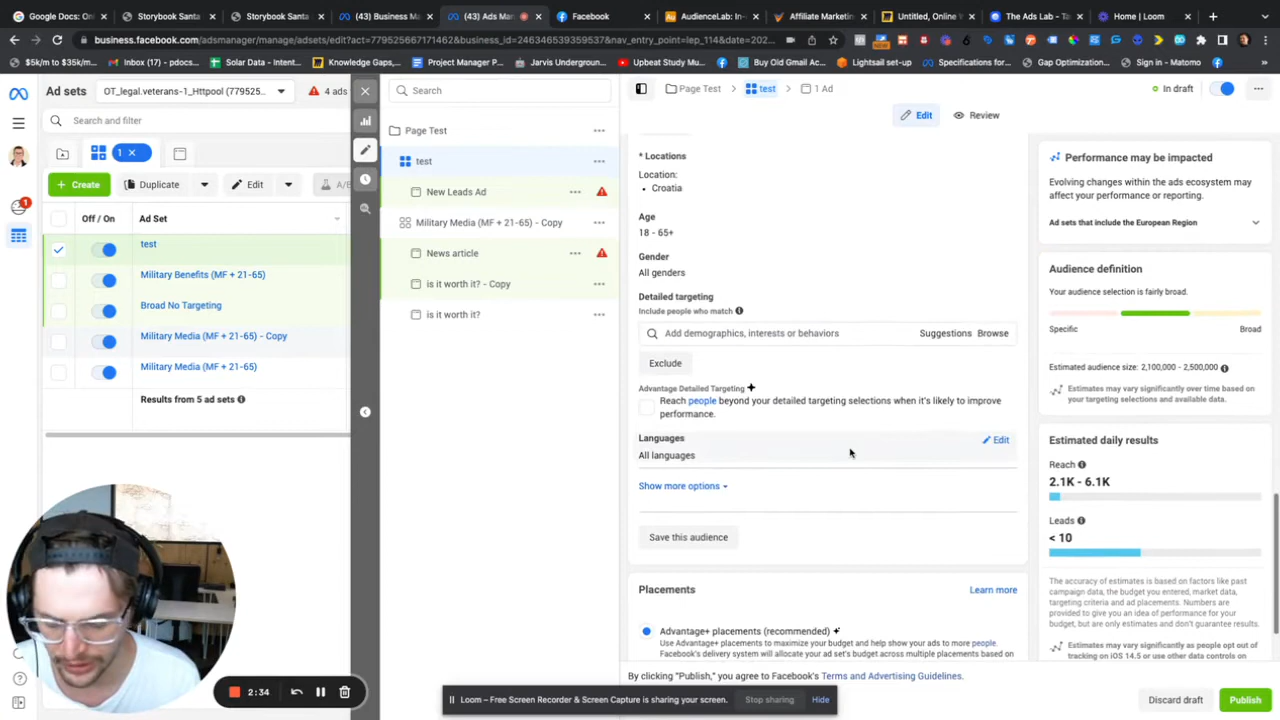 Google Docs: O
Storybook Santa
Storybook Santa
(43) Business M
(43) Ads Man
Facebook
AudienceLab: In-
Affiliate Marketin
Untitled, Online V
The Ads Lab - Ta
Home | Loom
business.facebook.com/adsmanager/manage/adsets/edit?act=779525667171462&business_id=246346539359537&nav_entry_point=lep_114&date=202...
$5k/m to $35k/m...
Inbox (17) - pdocs...
Solar Data - Intent...
Knowledge Gaps,...
Project Manager P...
Jarvis Underground...
Upbeat Study Mu...
Buy Old Gmail Ac...
Lightsail set-up
Specifications for...
Gap Optimization...
Sign in - Matomo
Ad sets
OT_legal.veterans-1_Httpool (779525...
4 ads
Search and filter
1
Create
Duplicate
Edit
A/B
Off / On
Ad Set
test
Military Benefits (MF + 21-65)
Broad No Targeting
Military Media (MF + 21-65) - Copy
Military Media (MF + 21-65)
Results from 5 ad sets
2:34
Search
Page Test
test
New Leads Ad
Military Media (MF + 21-65) - Copy
News article
is it worth it? - Copy
is it worth it?
Page Test
test
1 Ad
In draft
Edit
Review
* Locations
Location:
• Croatia
Age
18 - 65+
Gender
All genders
Detailed targeting
Include people who match
Add demographics, interests or behaviors
Suggestions
Browse
Exclude
Advantage Detailed Targeting
Reach people beyond your detailed targeting selections when it's likely to improve
performance.
Languages
Edit
All languages
Show more options
Save this audience
Placements
Learn more
Advantage+ placements (recommended)
Use Advantage+ placements to maximize your budget and help show your ads to more people.
Facebook's delivery system will allocate your ad set's budget across multiple placements based on
By clicking "Publish," you agree to Facebook's Terms and Advertising Guidelines.
Discard draft
Publish
Loom – Free Screen Recorder & Screen Capture is sharing your screen.
Stop sharing
Hide
Performance may be impacted
Evolving changes within the ads ecosystem may
affect your performance or reporting.
Ad sets that include the European Region
Audience definition
Your audience selection is fairly broad.
Specific
Broad
Estimated audience size: 2,100,000 - 2,500,000
Estimates may vary significantly over time based on
your targeting selections and available data.
Estimated daily results
Reach
2.1K - 6.1K
Leads
< 10
The accuracy of estimates is based on factors like past
campaign data, the budget you entered, market data,
targeting criteria and ad placements. Numbers are
provided to give you an idea of performance for your
budget, but are only estimates and don't guarantee results.
Estimates may vary significantly as people opt out of
tracking on iOS 14.5 or use other data controls on